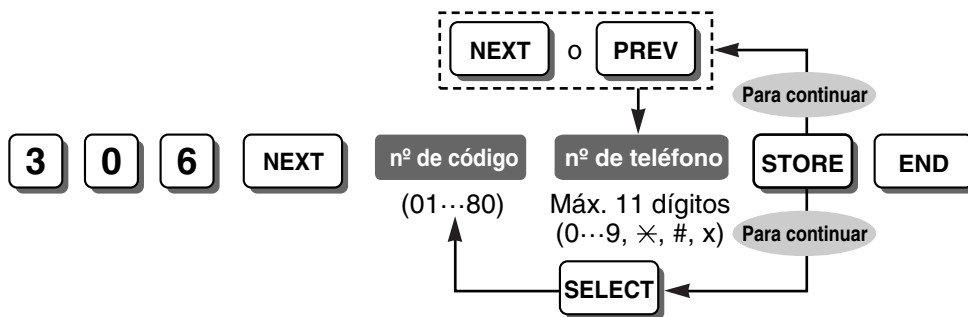 NEXT o PREV
Para continuar
3 0 6 NEXT nº de código nº de teléfono STORE END
(01···80) Máx. 11 dígitos
(0···9, ✳, #, x) Para continuar
SELECT